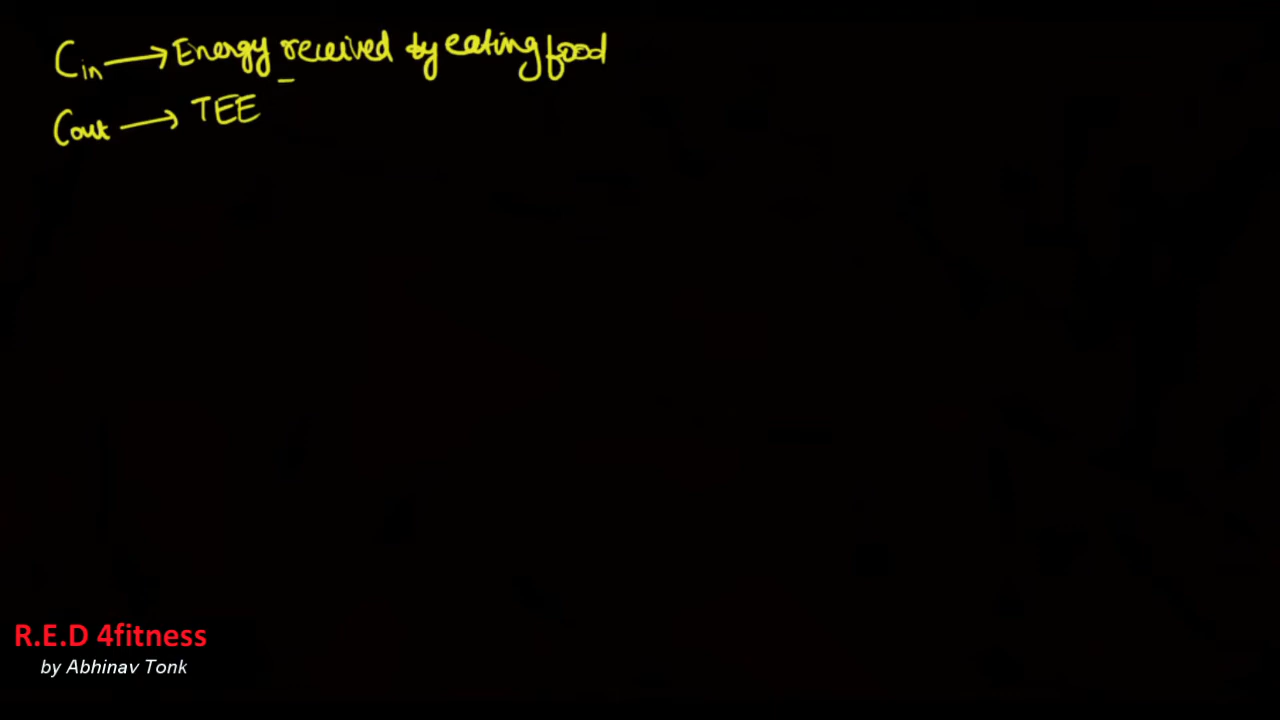 Cin → Energy received by eating food
Cout → TEE
R.E.D 4fitness
by Abhinav Tonk